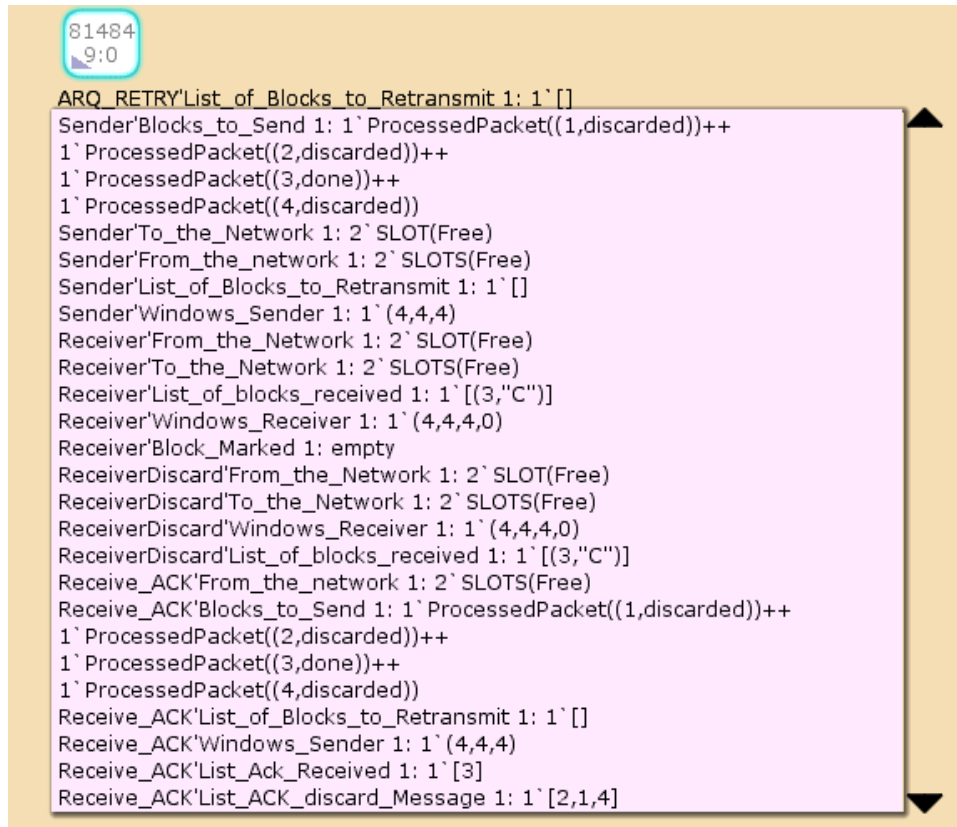 81484
9:0
ARQ_RETRY'List_of_Blocks_to_Retransmit 1: 1`[]
Sender'Blocks_to_Send 1: 1`ProcessedPacket((1,discarded))++
1`ProcessedPacket((2,discarded))++
1`ProcessedPacket((3,done))++
1`ProcessedPacket((4,discarded))
Sender'To_the_Network 1: 2`SLOT(Free)
Sender'From_the_network 1: 2`SLOTS(Free)
Sender'List_of_Blocks_to_Retransmit 1: 1`[]
Sender'Windows_Sender 1: 1`(4,4,4)
Receiver'From_the_Network 1: 2`SLOT(Free)
Receiver'To_the_Network 1: 2`SLOTS(Free)
Receiver'List_of_blocks_received 1: 1`[(3,"C")]
Receiver'Windows_Receiver 1: 1`(4,4,4,0)
Receiver'Block_Marked 1: empty
ReceiverDiscard'From_the_Network 1: 2`SLOT(Free)
ReceiverDiscard'To_the_Network 1: 2`SLOTS(Free)
ReceiverDiscard'Windows_Receiver 1: 1`(4,4,4,0)
ReceiverDiscard'List_of_blocks_received 1: 1`[(3,"C")]
Receive_ACK'From_the_network 1: 2`SLOTS(Free)
Receive_ACK'Blocks_to_Send 1: 1`ProcessedPacket((1,discarded))++
1`ProcessedPacket((2,discarded))++
1`ProcessedPacket((3,done))++
1`ProcessedPacket((4,discarded))
Receive_ACK'List_of_Blocks_to_Retransmit 1: 1`[]
Receive_ACK'Windows_Sender 1: 1`(4,4,4)
Receive_ACK'List_Ack_Received 1: 1`[3]
Receive_ACK'List_ACK_discard_Message 1: 1`[2,1,4]